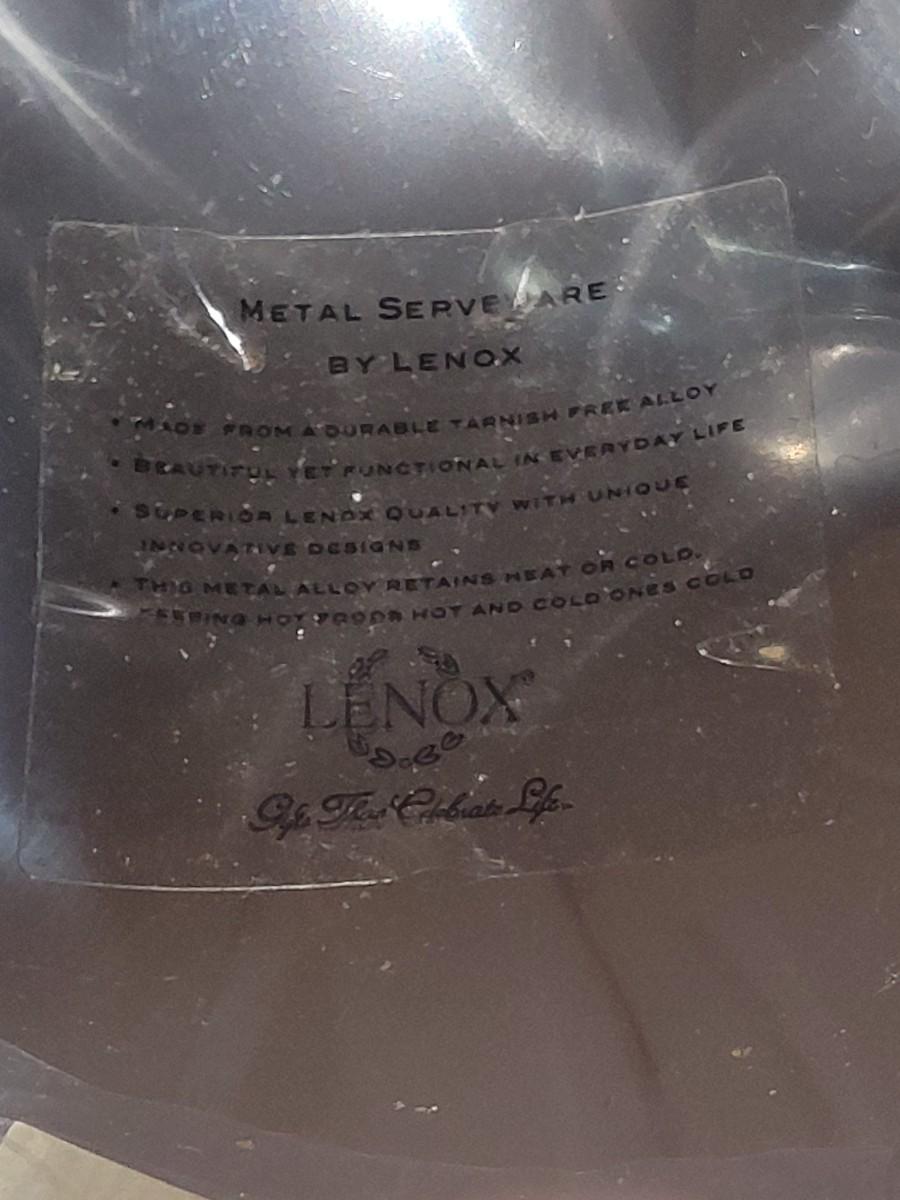 METAL SERVEWARE
BY LENOX
• MADE FROM A DURABLE TARNISH FREE ALLOY
• BEAUTIFUL YET FUNCTIONAL IN EVERYDAY LIFE
• SUPERIOR LENOX QUALITY WITH UNIQUE
INNOVATIVE DESIGNS
• THIS METAL ALLOY RETAINS HEAT OR COLD,
KEEPING HOT FOODS HOT AND COLD ONES COLD
LENOX®
Gifts That Celebrate Life™